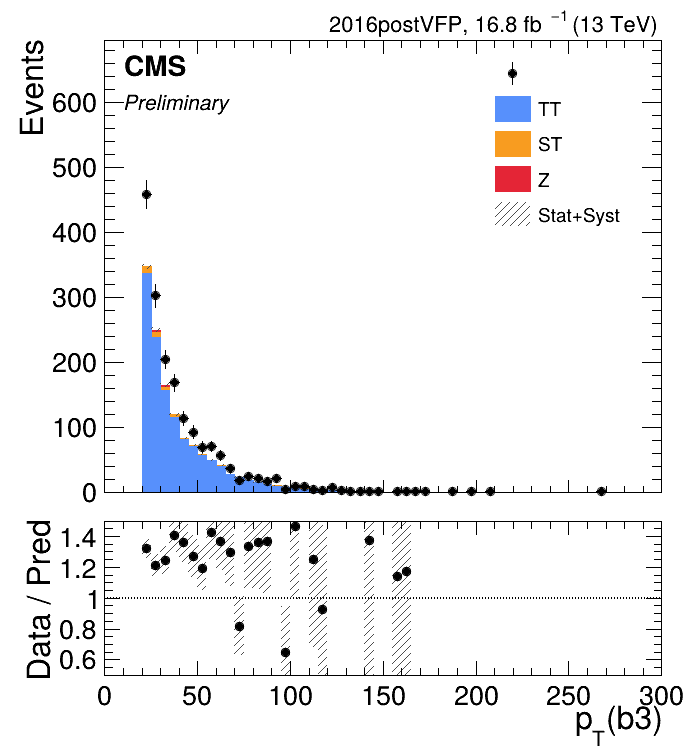 2016postVFP, 16.8 fb⁻¹ (13 TeV)
CMS
Preliminary
Events
600
500
400
300
200
100
0
TT
ST
Z
Stat+Syst
Data / Pred
1.4
1.2
1
0.8
0.6
0 50 100 150 200 250 300
p_T(b3)